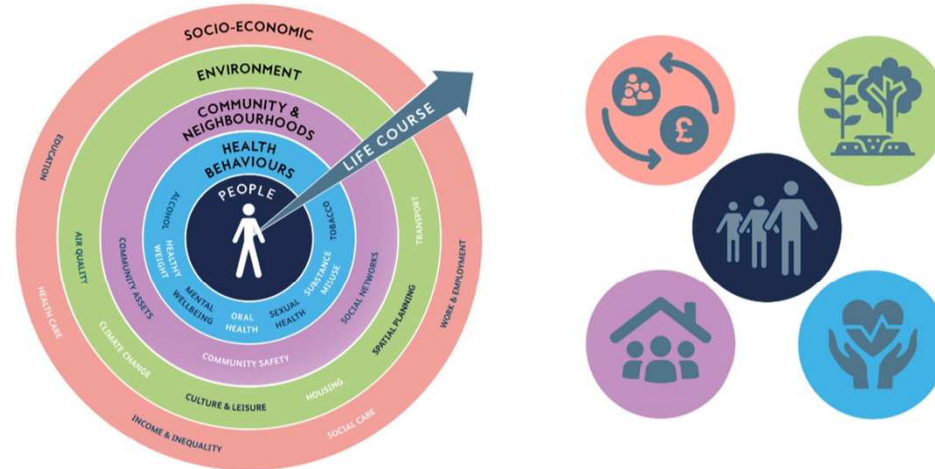 SOCIO-ECONOMIC
ENVIRONMENT
COMMUNITY &
NEIGHBOURHOODS
HEALTH
BEHAVIOURS
PEOPLE
LIFE COURSE
ALCOHOL
HEALTHY
WEIGHT
MENTAL
WELLBEING
ORAL
HEALTH
SEXUAL
HEALTH
SUBSTANCE
MISUSE
TOBACCO
COMMUNITY ASSETS
COMMUNITY SAFETY
SOCIAL NETWORKS
AIR QUALITY
CLIMATE CHANGE
CULTURE & LEISURE
HOUSING
SPATIAL PLANNING
TRANSPORT
EDUCATION
HEALTH CARE
INCOME & INEQUALITY
SOCIAL CARE
WORK & EMPLOYMENT
£